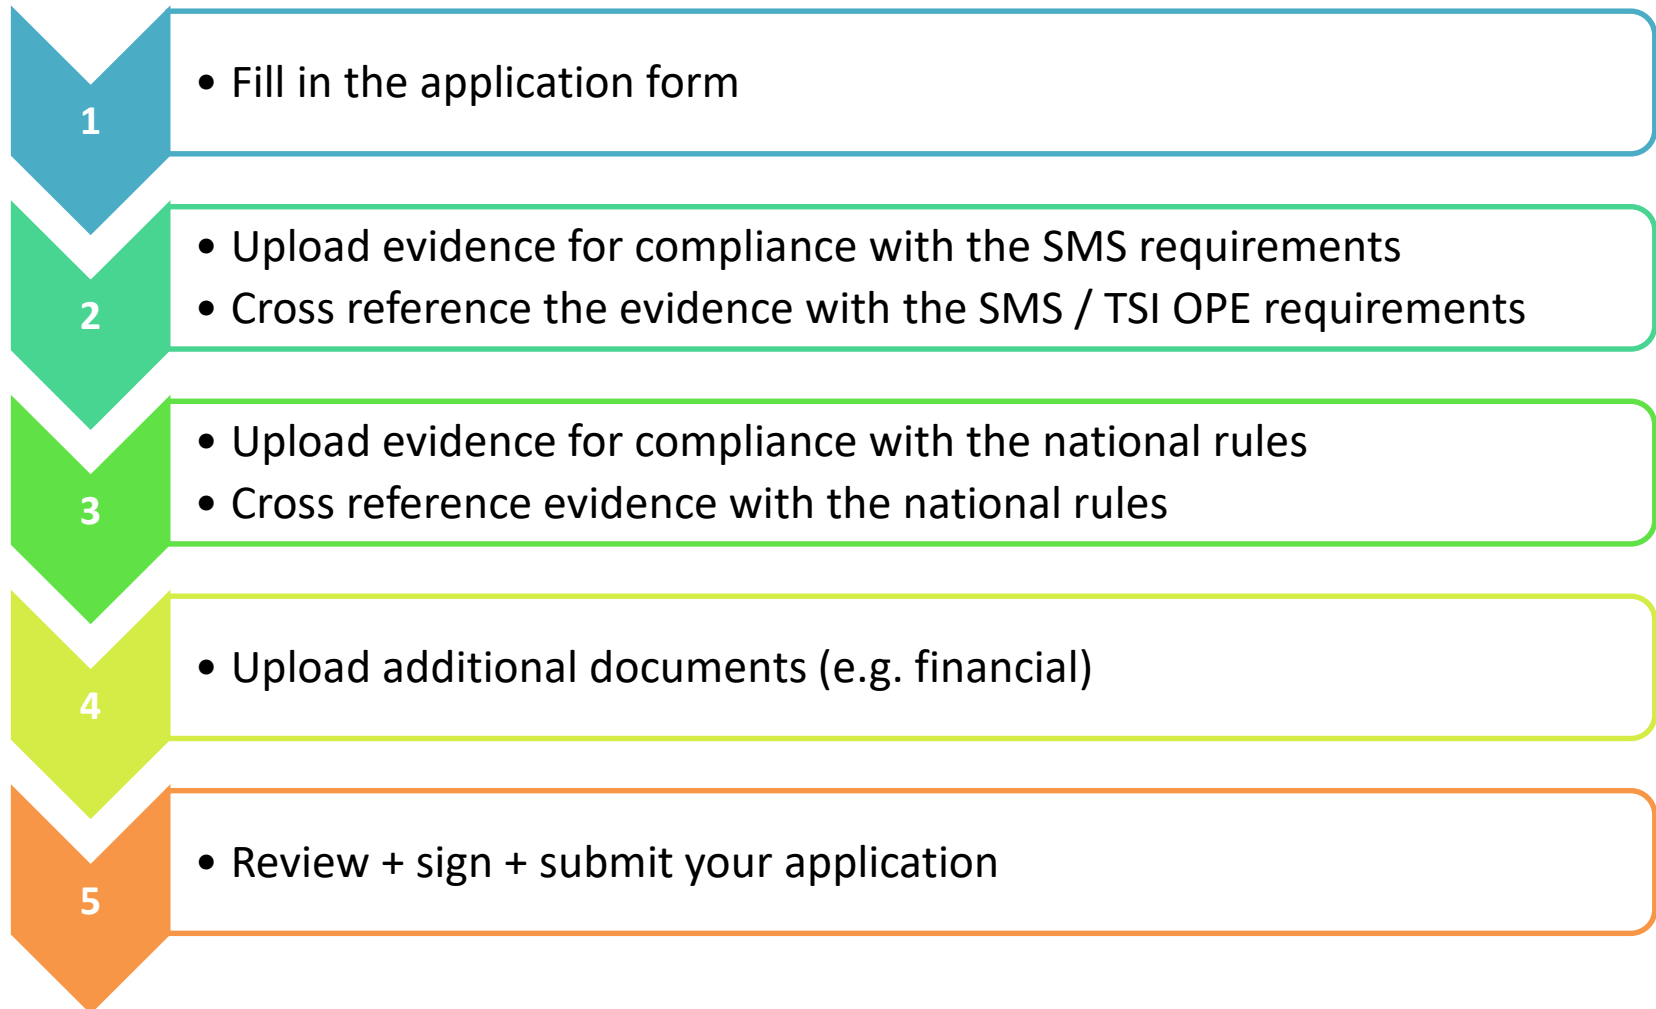 1
• Fill in the application form
2
• Upload evidence for compliance with the SMS requirements
• Cross reference the evidence with the SMS / TSI OPE requirements
3
• Upload evidence for compliance with the national rules
• Cross reference evidence with the national rules
4
• Upload additional documents (e.g. financial)
5
• Review + sign + submit your application